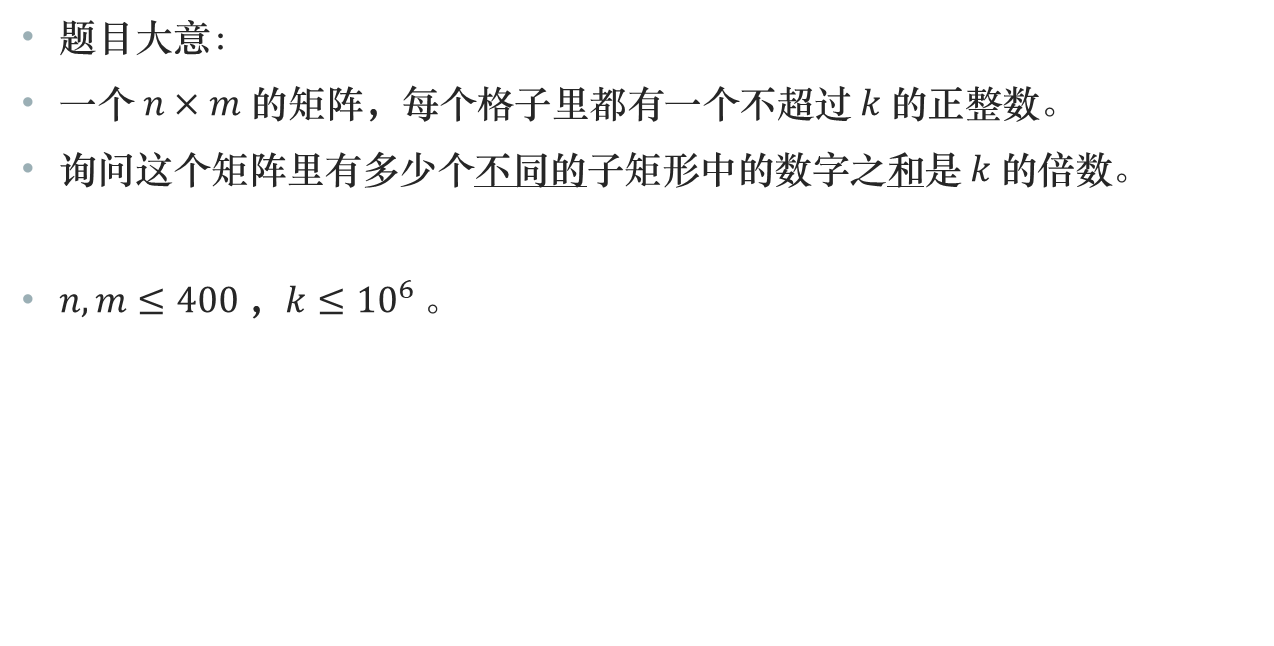 • 题目大意：
• 一个 n × m 的矩阵，每个格子里都有一个不超过 k 的正整数。
• 询问这个矩阵里有多少个不同的子矩形中的数字之和是 k 的倍数。
• n, m ≤ 400 ，k ≤ 10⁶ 。